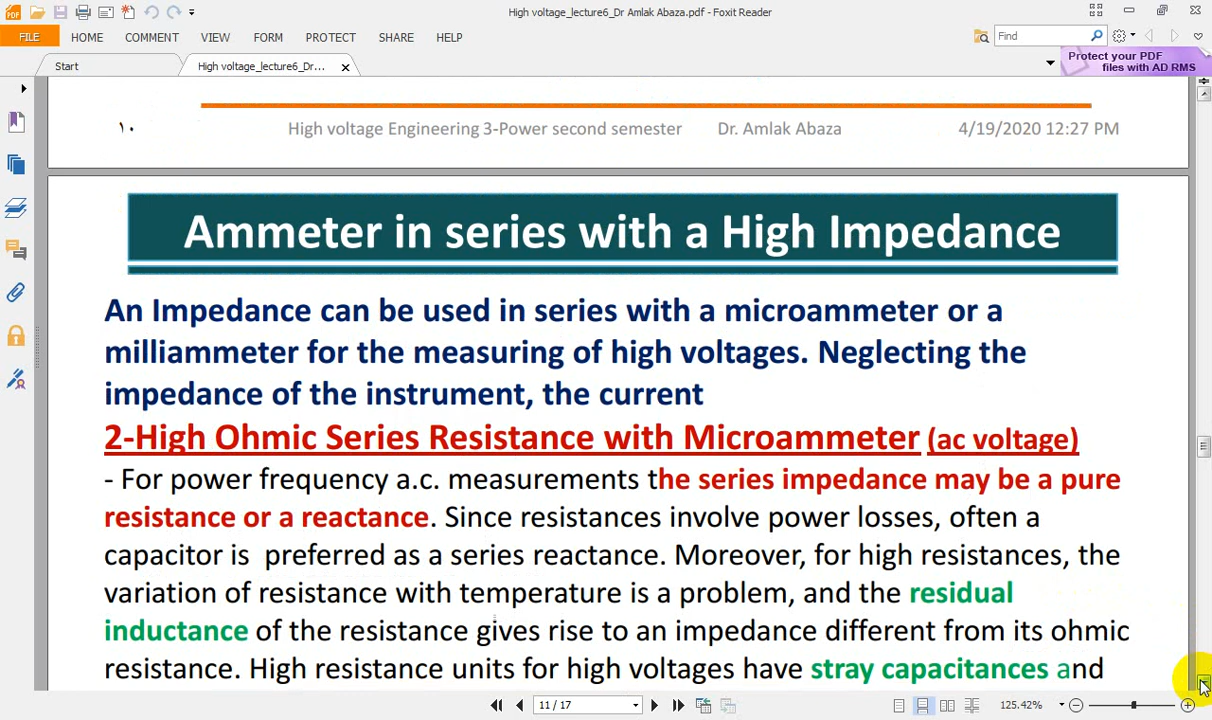 High voltage_lecture6_Dr Amlak Abaza.pdf - Foxit Reader
FILE HOME COMMENT VIEW FORM PROTECT SHARE HELP Find
Start High voltage_lecture6_Dr... Protect your PDF
files with AD RMS
١٠ High voltage Engineering 3-Power second semester Dr. Amlak Abaza 4/19/2020 12:27 PM
Ammeter in series with a High Impedance
An Impedance can be used in series with a microammeter or a
milliammeter for the measuring of high voltages. Neglecting the
impedance of the instrument, the current
2-High Ohmic Series Resistance with Microammeter (ac voltage)
- For power frequency a.c. measurements the series impedance may be a pure
resistance or a reactance. Since resistances involve power losses, often a
capacitor is preferred as a series reactance. Moreover, for high resistances, the
variation of resistance with temperature is a problem, and the residual
inductance of the resistance gives rise to an impedance different from its ohmic
resistance. High resistance units for high voltages have stray capacitances and
11 / 17 125.42%